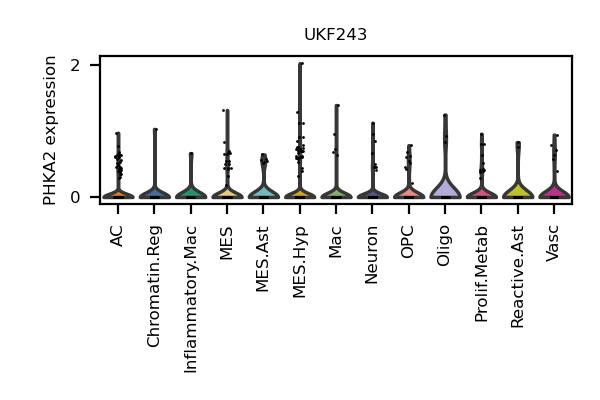 UKF243
PHKA2 expression
2
0
AC
Chromatin.Reg
Inflammatory.Mac
MES
MES.Ast
MES.Hyp
Mac
Neuron
OPC
Oligo
Prolif.Metab
Reactive.Ast
Vasc